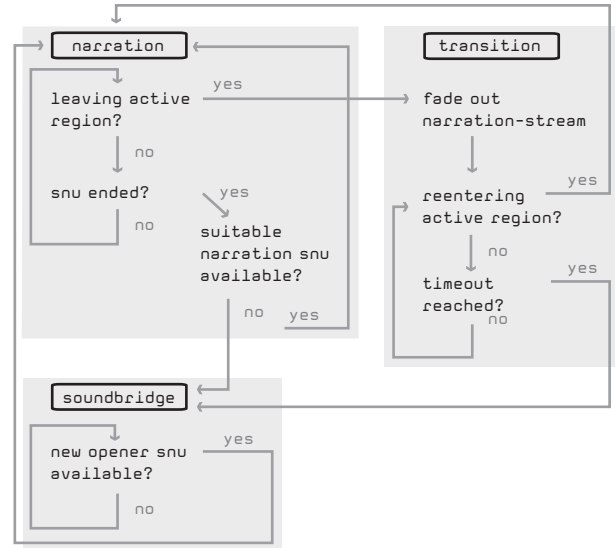 narration
leaving active
region?
yes
no
snu ended?
yes
no
suitable
narration snu
available?
no
yes
transition
fade out
narration-stream
reentering
active region?
yes
no
timeout
reached?
yes
no
soundbridge
new opener snu
available?
yes
no